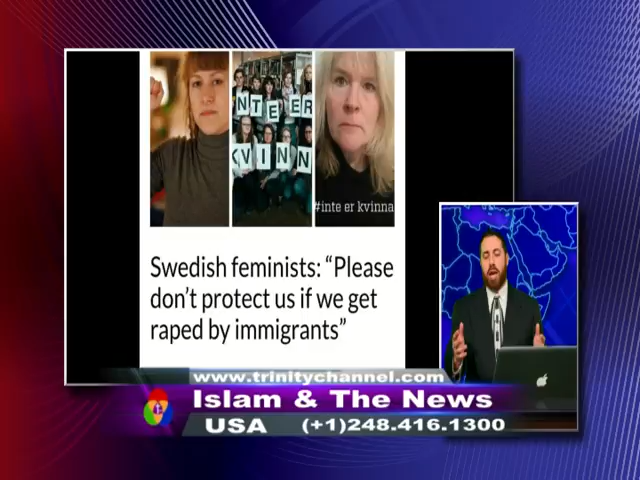 NTE ER
KVINN
#inte er kvinna
Swedish feminists: “Please
don’t protect us if we get
raped by immigrants”
www.trinitychannel.com
Islam & The News
USA (+1)248.416.1300